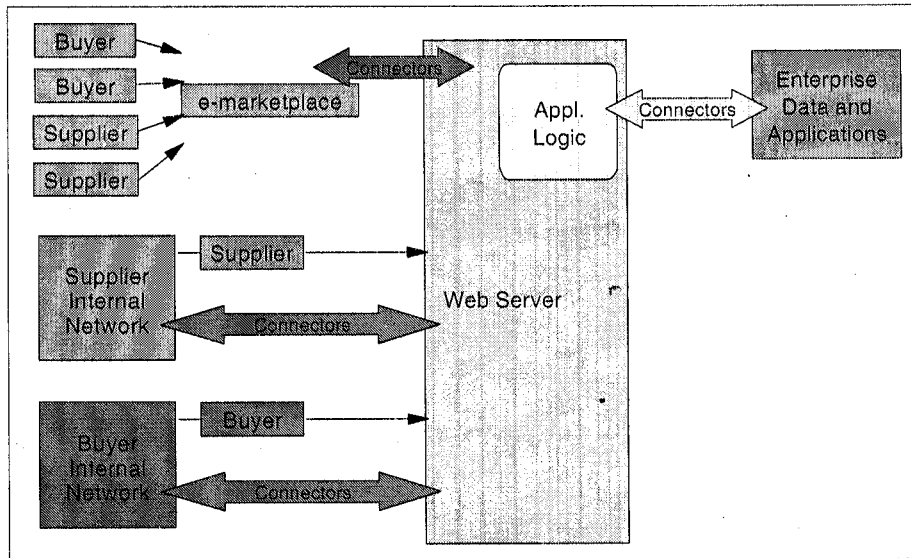 Buyer
Buyer
Supplier
Supplier
e-marketplace
Connectors
Appl.
Logic
Connectors
Enterprise
Data and
Applications
Supplier
Internal
Network
Supplier
Connectors
Web Server
Buyer
Internal
Network
Buyer
Connectors